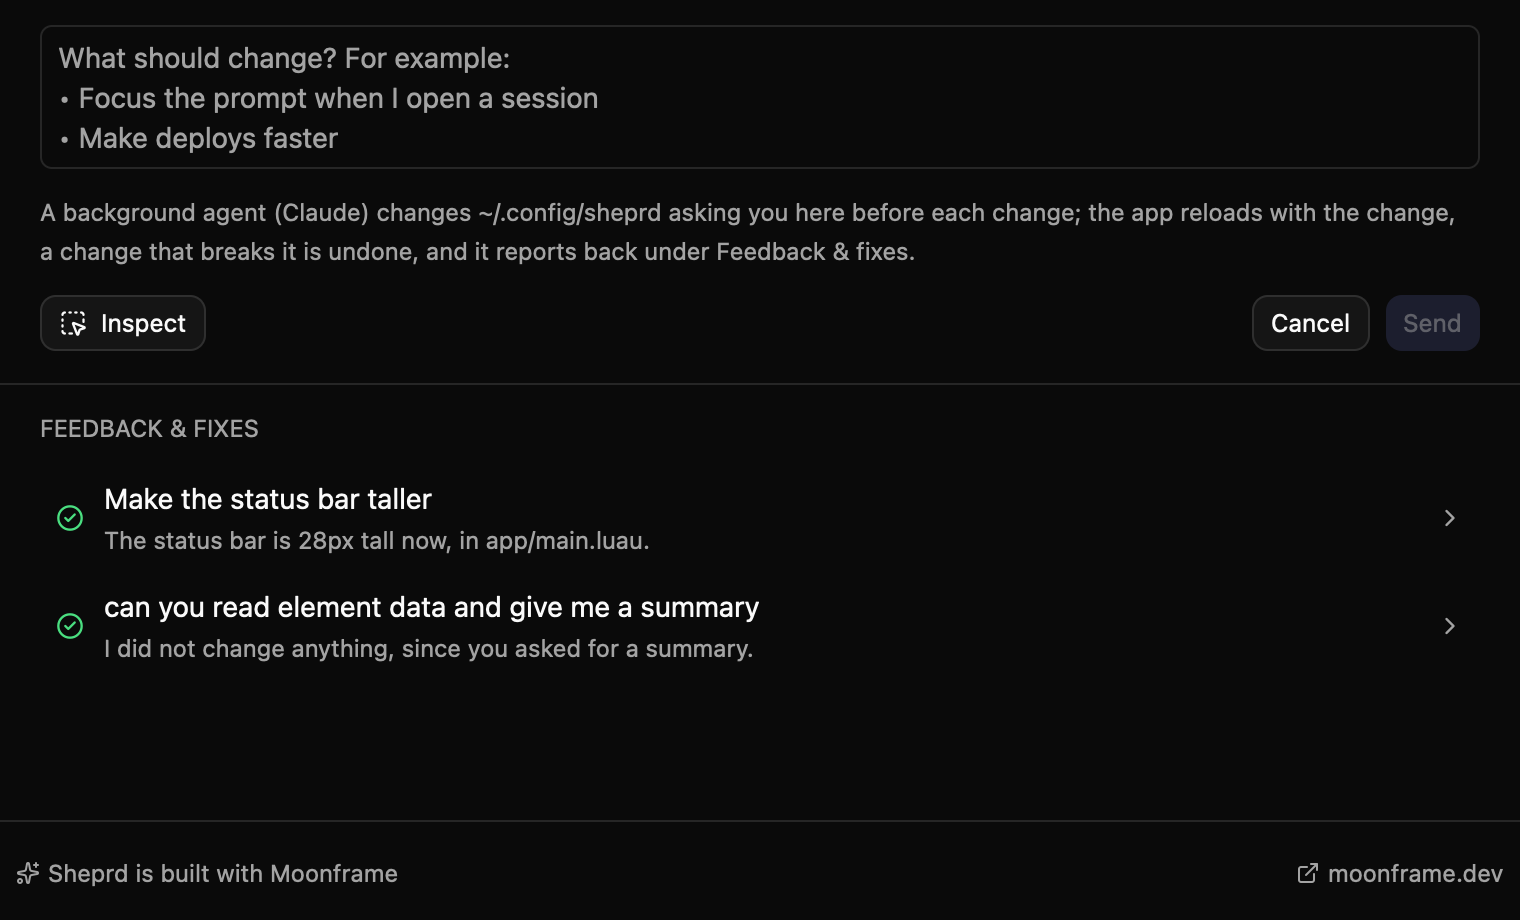 What should change? For example:
• Focus the prompt when I open a session
• Make deploys faster
A background agent (Claude) changes ~/.config/sheprd asking you here before each change; the app reloads with the change,
a change that breaks it is undone, and it reports back under Feedback & fixes.
Inspect
Cancel
Send
FEEDBACK & FIXES
Make the status bar taller
The status bar is 28px tall now, in app/main.luau.
can you read element data and give me a summary
I did not change anything, since you asked for a summary.
Sheprd is built with Moonframe
moonframe.dev